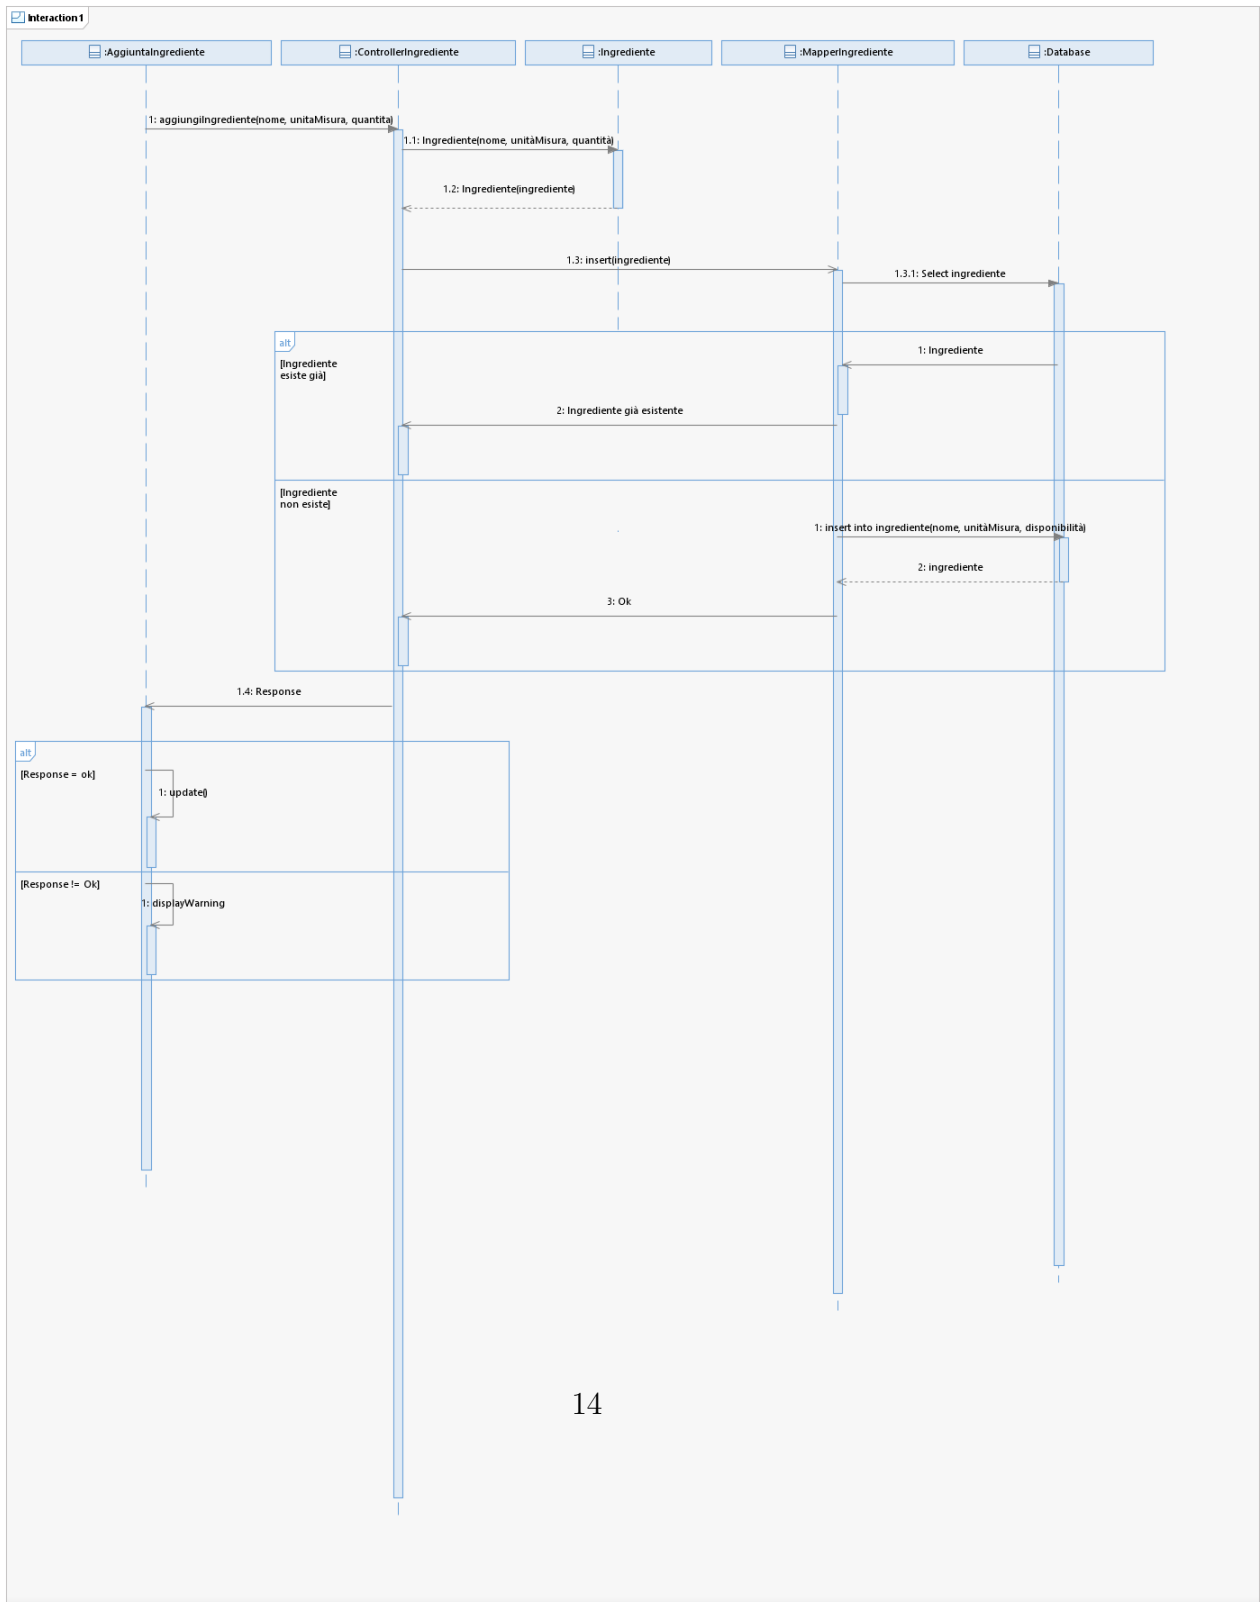 Interaction1
:AggiuntaIngrediente
:ControllerIngrediente
:Ingrediente
:MapperIngrediente
:Database
1: aggiungiIngrediente(nome, unitaMisura, quantita)
1.1: Ingrediente(nome, unitàMisura, quantità)
1.2: Ingrediente(ingrediente)
1.3: insert(ingrediente)
1.3.1: Select ingrediente
alt
1: Ingrediente
[Ingrediente
esiste già]
2: Ingrediente già esistente
[Ingrediente
non esiste]
1: insert into ingrediente(nome, unitàMisura, disponibilità)
2: ingrediente
3: Ok
1.4: Response
alt
[Response = ok]
1: update()
[Response != Ok]
1: displayWarning
14